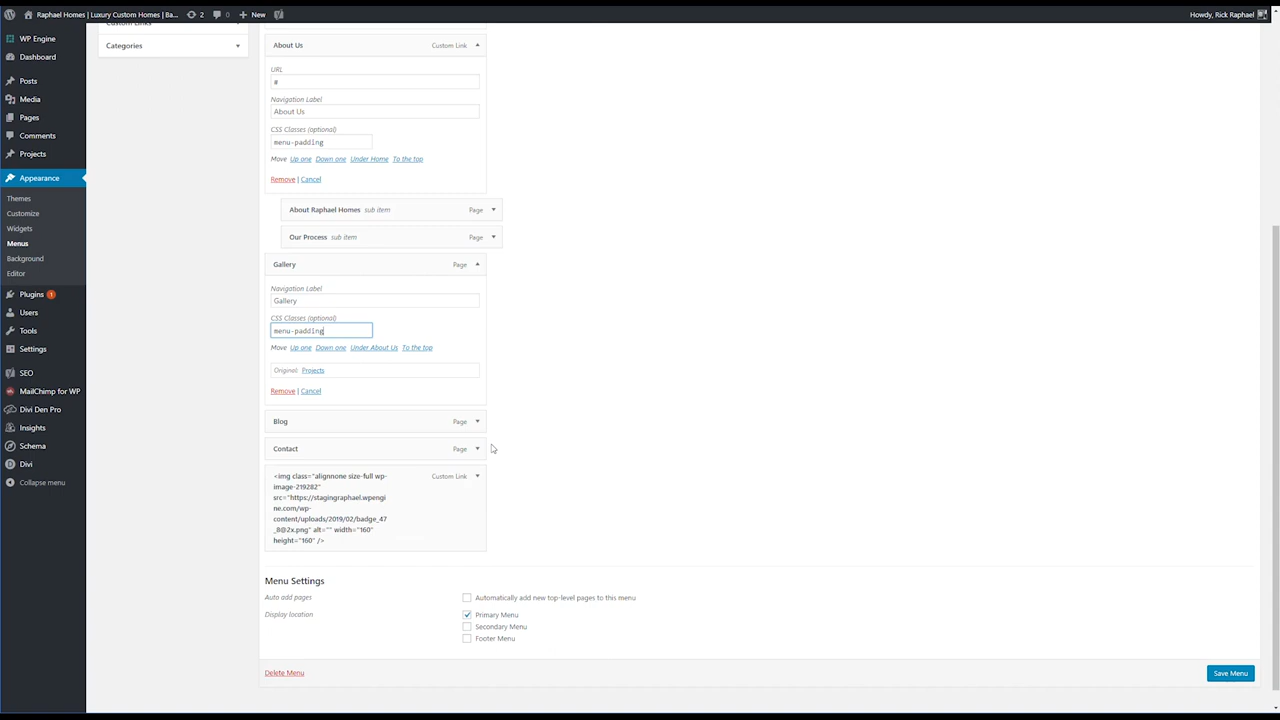 Raphael Homes | Luxury Custom Homes | Ba...
2
0
New
Howdy, Rick Raphael
WP Engine
Dashboard
Posts
Media
Pages
Comments
Projects
Appearance
Themes
Customize
Widgets
Menus
Background
Editor
Plugins 1
Users
Tools
Settings
SEO
MailChimp for WP
Divi Den Pro
Insights
Schema
Divi
Collapse menu
Custom Links
Categories
About Us Custom Link
URL
#
Navigation Label
About Us
CSS Classes (optional)
menu-padding
Move Up one Down one Under Home To the top
Remove | Cancel
About Raphael Homes sub item Page
Our Process sub item Page
Gallery Page
Navigation Label
Gallery
CSS Classes (optional)
menu-padding
Move Up one Down one Under About Us To the top
Original: Projects
Remove | Cancel
Blog Page
Contact Page
<img class="alignnone size-full wp- Custom Link
image-219282"
src="https://stagingraphael.wpengi
ne.com/wp-
content/uploads/2019/02/badge_47
_8@2x.png" alt="" width="160"
height="160" />
Menu Settings
Auto add pages Automatically add new top-level pages to this menu
Display location Primary Menu
Secondary Menu
Footer Menu
Delete Menu Save Menu